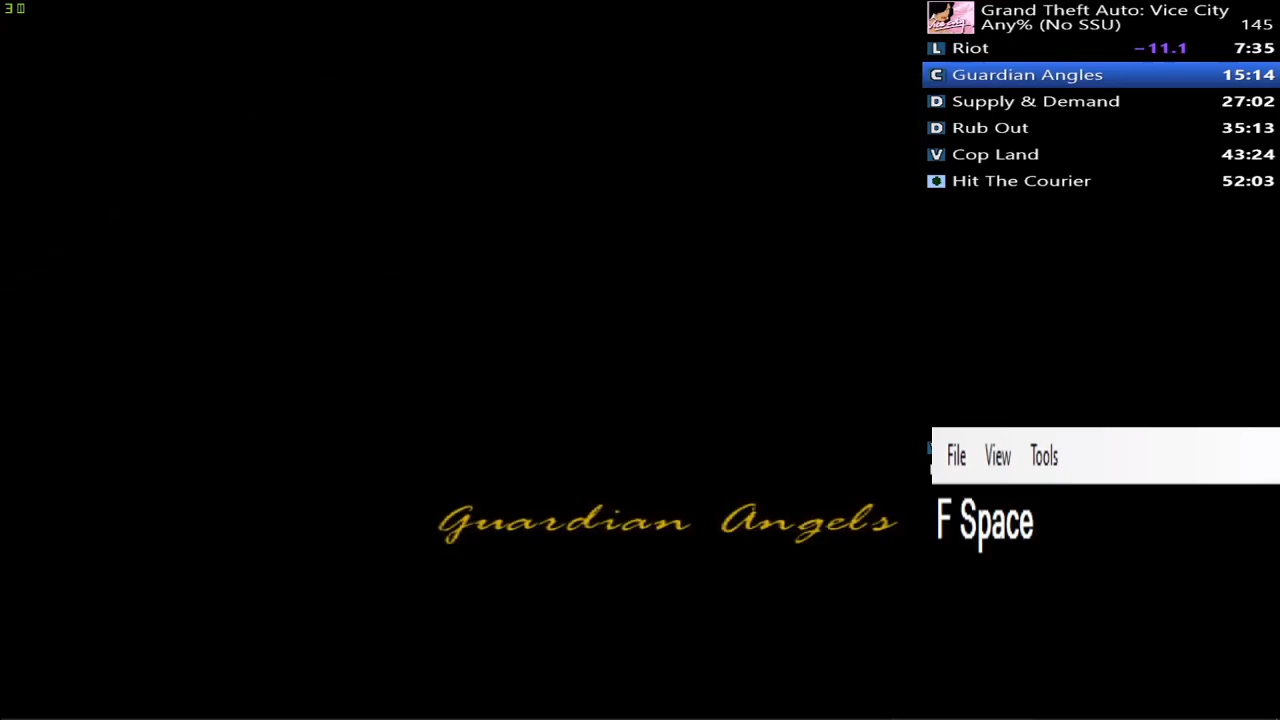 30
Grand Theft Auto: Vice City
Any% (No SSU) 145
L Riot −11.1 7:35
C Guardian Angles 15:14
D Supply & Demand 27:02
D Rub Out 35:13
V Cop Land 43:24
Hit The Courier 52:03
File View Tools
Guardian Angels
F Space